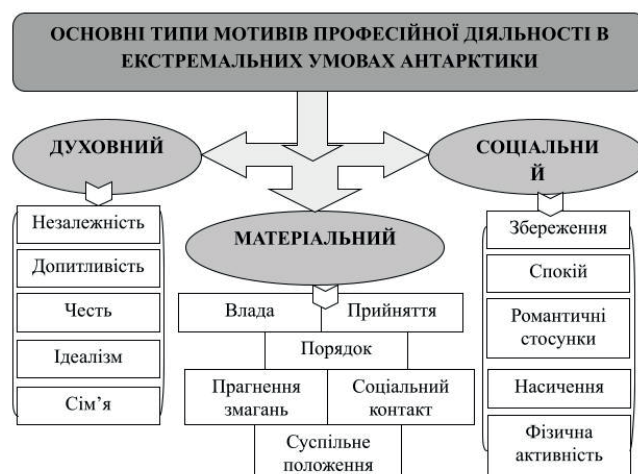 ОСНОВНІ ТИПИ МОТИВІВ ПРОФЕСІЙНОЇ ДІЯЛЬНОСТІ В
ЕКСТРЕМАЛЬНИХ УМОВАХ АНТАРКТИКИ
ДУХОВНИЙ
Незалежність
Допитливість
Честь
Ідеалізм
Сім’я
МАТЕРІАЛЬНИЙ
Влада
Прийняття
Порядок
Прагнення
змагань
Соціальний
контакт
Суспільне
положення
СОЦІАЛЬНИ
Й
Збереження
Спокій
Романтичні
стосунки
Насичення
Фізична
активність